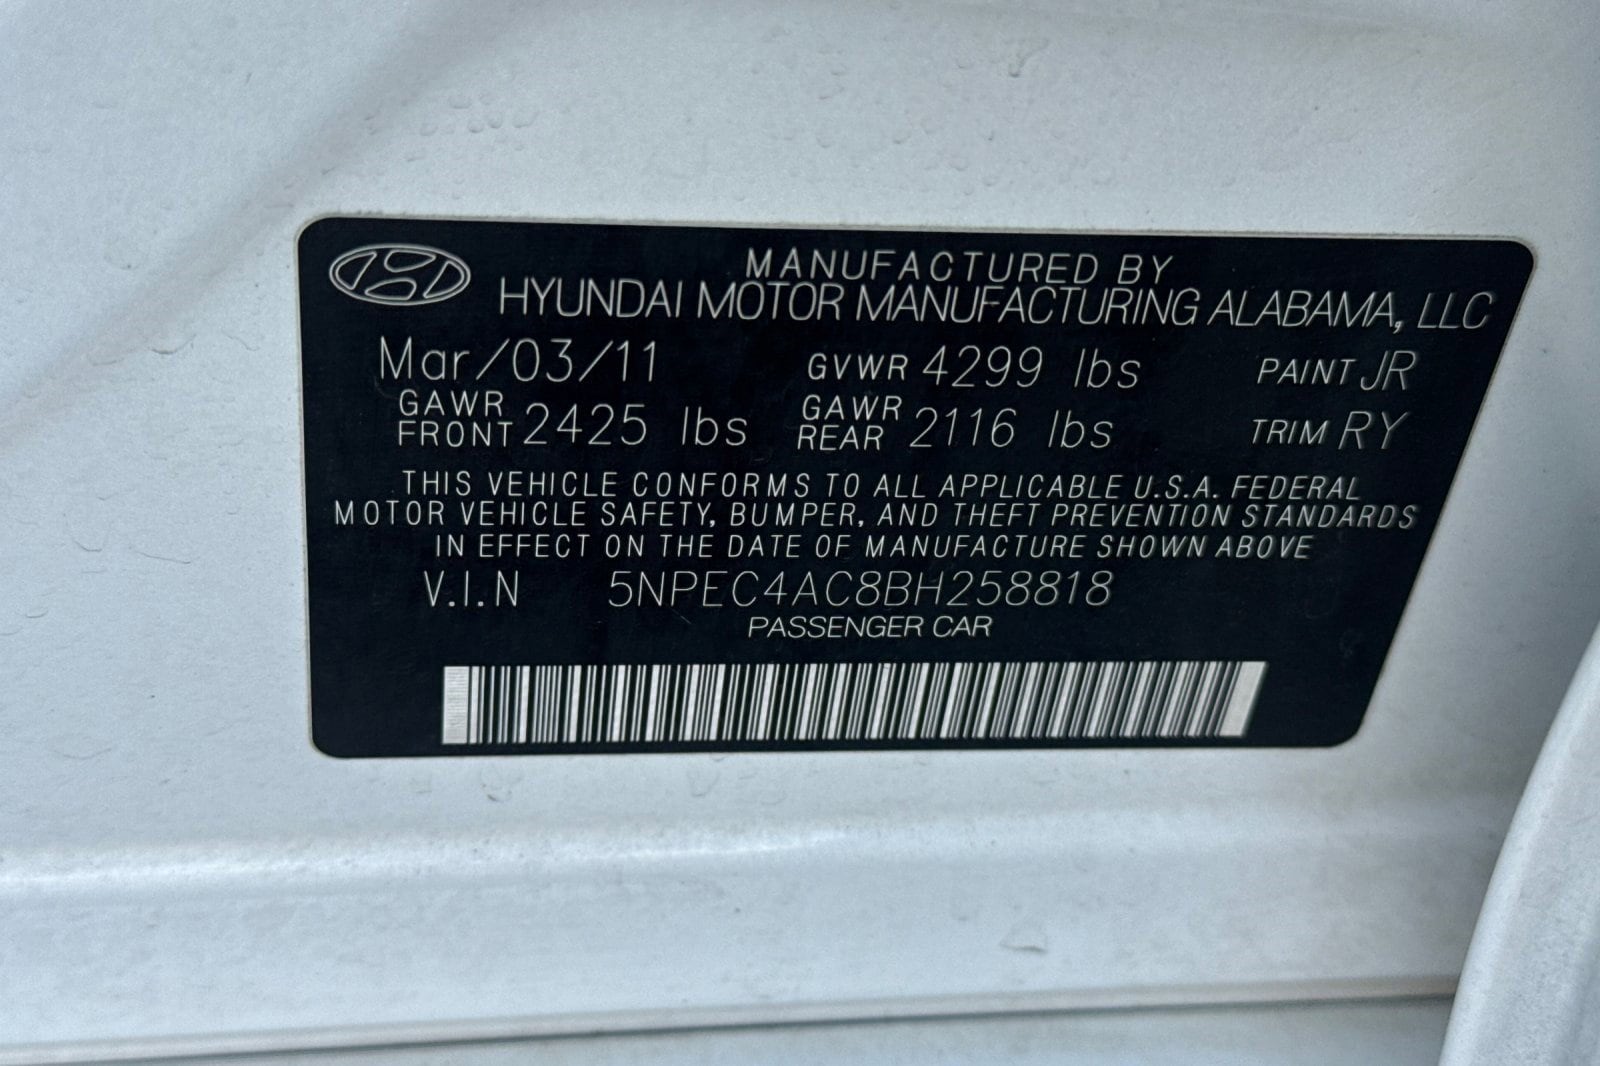 MANUFACTURED BY
HYUNDAI MOTOR MANUFACTURING ALABAMA, LLC
Mar/03/11 GVWR 4299 lbs PAINT JR
GAWR FRONT 2425 lbs GAWR REAR 2116 lbs TRIM RY
THIS VEHICLE CONFORMS TO ALL APPLICABLE U.S.A. FEDERAL
MOTOR VEHICLE SAFETY, BUMPER, AND THEFT PREVENTION STANDARDS
IN EFFECT ON THE DATE OF MANUFACTURE SHOWN ABOVE
V.I.N 5NPEC4AC8BH258818
PASSENGER CAR